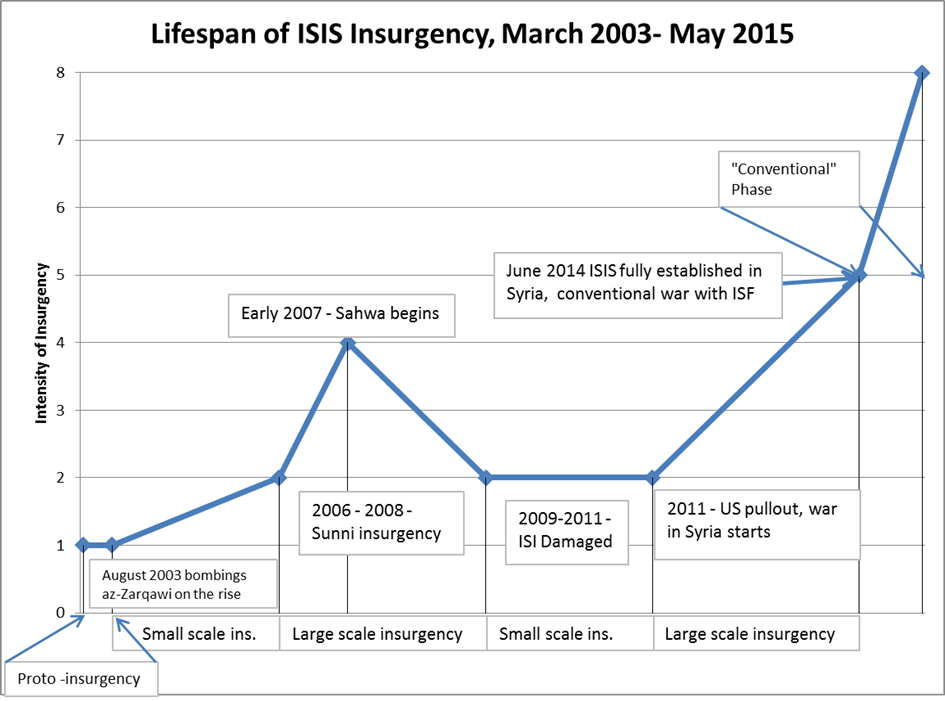 Lifespan of ISIS Insurgency, March 2003- May 2015
Intensity of Insurgency
8
7
6
5
4
3
2
1
0
"Conventional"
Phase
June 2014 ISIS fully established in
Syria, conventional war with ISF
Early 2007 - Sahwa begins
2006 - 2008 -
Sunni insurgency
2009-2011 -
ISI Damaged
2011 - US pullout, war
in Syria starts
August 2003 bombings
az-Zarqawi on the rise
Small scale ins.
Large scale insurgency
Small scale ins.
Large scale insurgency
Proto -insurgency